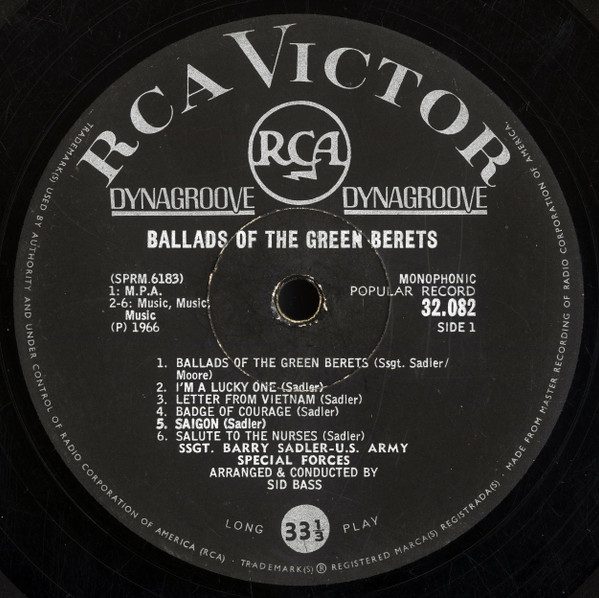 RCA VICTOR
RCA
DYNAGROOVE DYNAGROOVE
BALLADS OF THE GREEN BERETS
(SPRM.6183)
1: M.P.A.
2-6: Music, Music,
Music
(P) 1966
MONOPHONIC
POPULAR RECORD
32.082
SIDE 1
1. BALLADS OF THE GREEN BERETS (Ssgt. Sadler/
Moore)
2. I'M A LUCKY ONE (Sadler)
3. LETTER FROM VIETNAM (Sadler)
4. BADGE OF COURAGE (Sadler)
5. SAIGON (Sadler)
6. SALUTE TO THE NURSES (Sadler)
SSGT. BARRY SADLER-U.S. ARMY
SPECIAL FORCES
ARRANGED & CONDUCTED BY
SID BASS
LONG 33 1/3 PLAY
TRADEMARK(S) USED BY AUTHORITY AND UNDER CONTROL OF RADIO CORPORATION OF AMERICA (RCA) · TRADEMARK(S) ® REGISTERED MARCA(S) REGISTRADA(S) · MADE FROM MASTER RECORDING OF RADIO CORPORATION OF AMERICA.